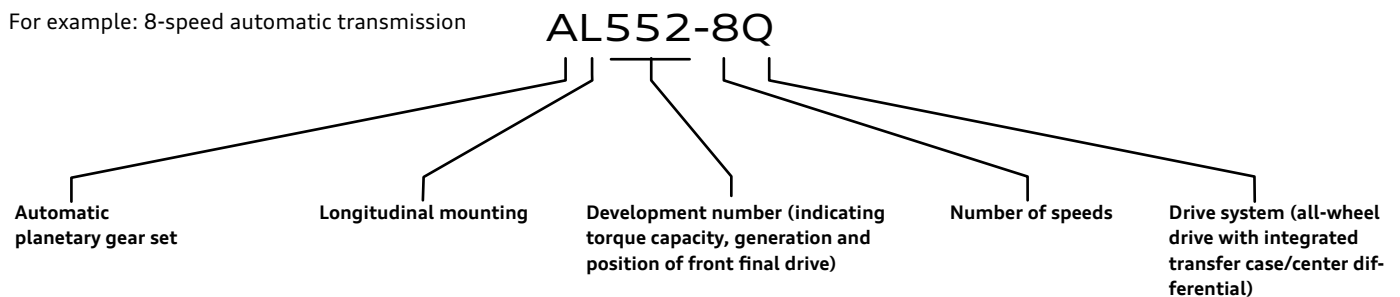 For example: 8-speed automatic transmission
AL552-8Q
Automatic
planetary gear set
Longitudinal mounting
Development number (indicating
torque capacity, generation and
position of front final drive)
Number of speeds
Drive system (all-wheel
drive with integrated
transfer case/center dif-
ferential)